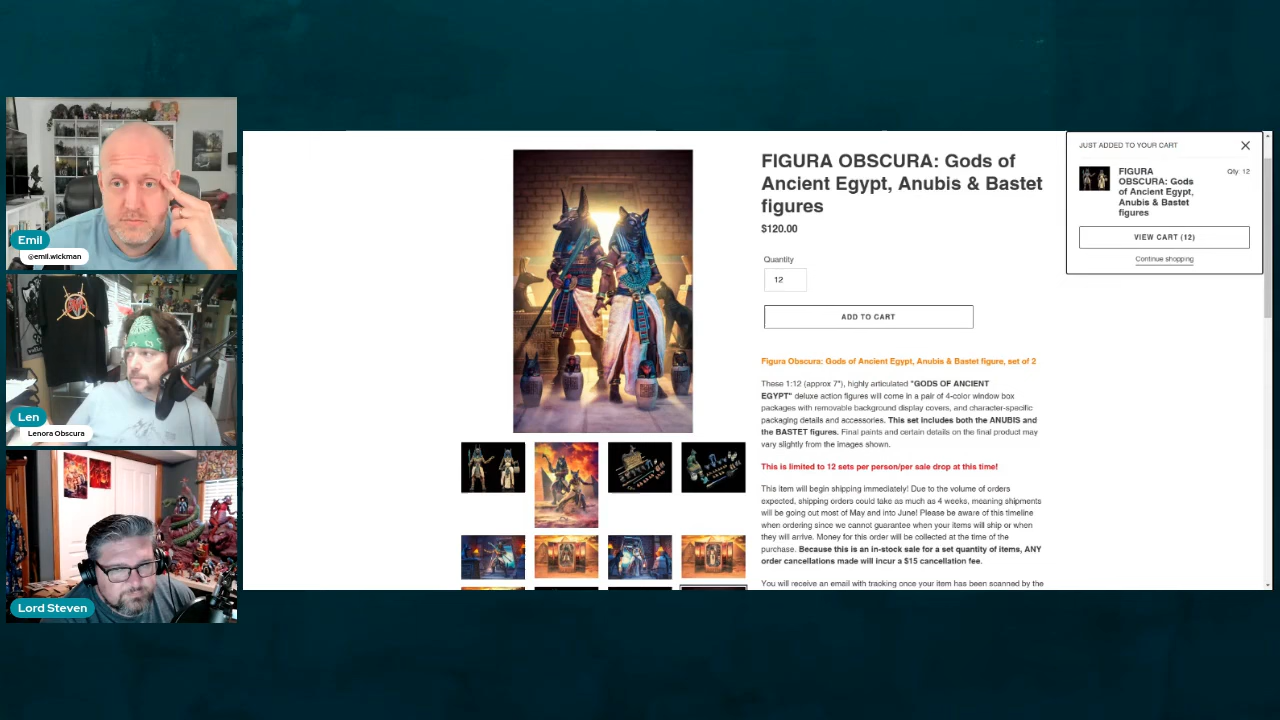 Emil
@emil.wickman
Len
Lenora Obscura
Lord Steven
FIGURA OBSCURA: Gods of
Ancient Egypt, Anubis & Bastet
figures
$120.00
Quantity
12
ADD TO CART
Figura Obscura: Gods of Ancient Egypt, Anubis & Bastet figure, set of 2
These 1:12 (approx 7"), highly articulated "GODS OF ANCIENT
EGYPT" deluxe action figures will come in a pair of 4-color window box
packages with removable background display covers, and character-specific
packaging details and accessories. This set includes both the ANUBIS and
the BASTET figures. Final paints and certain details on the final product may
vary slightly from the images shown.
This is limited to 12 sets per person/per sale drop at this time!
This item will begin shipping immediately! Due to the volume of orders
expected, shipping orders could take as much as 4 weeks, meaning shipments
will be going out most of May and into June! Please be aware of this timeline
when ordering since we cannot guarantee when your items will ship or when
they will arrive. Money for this order will be collected at the time of the
purchase. Because this is an in-stock sale for a set quantity of items, ANY
order cancellations made will incur a $15 cancellation fee.
You will receive an email with tracking once your item has been scanned by the
JUST ADDED TO YOUR CART
FIGURA
OBSCURA: Gods
of Ancient Egypt,
Anubis & Bastet
figures
Qty 12
VIEW CART (12)
Continue shopping